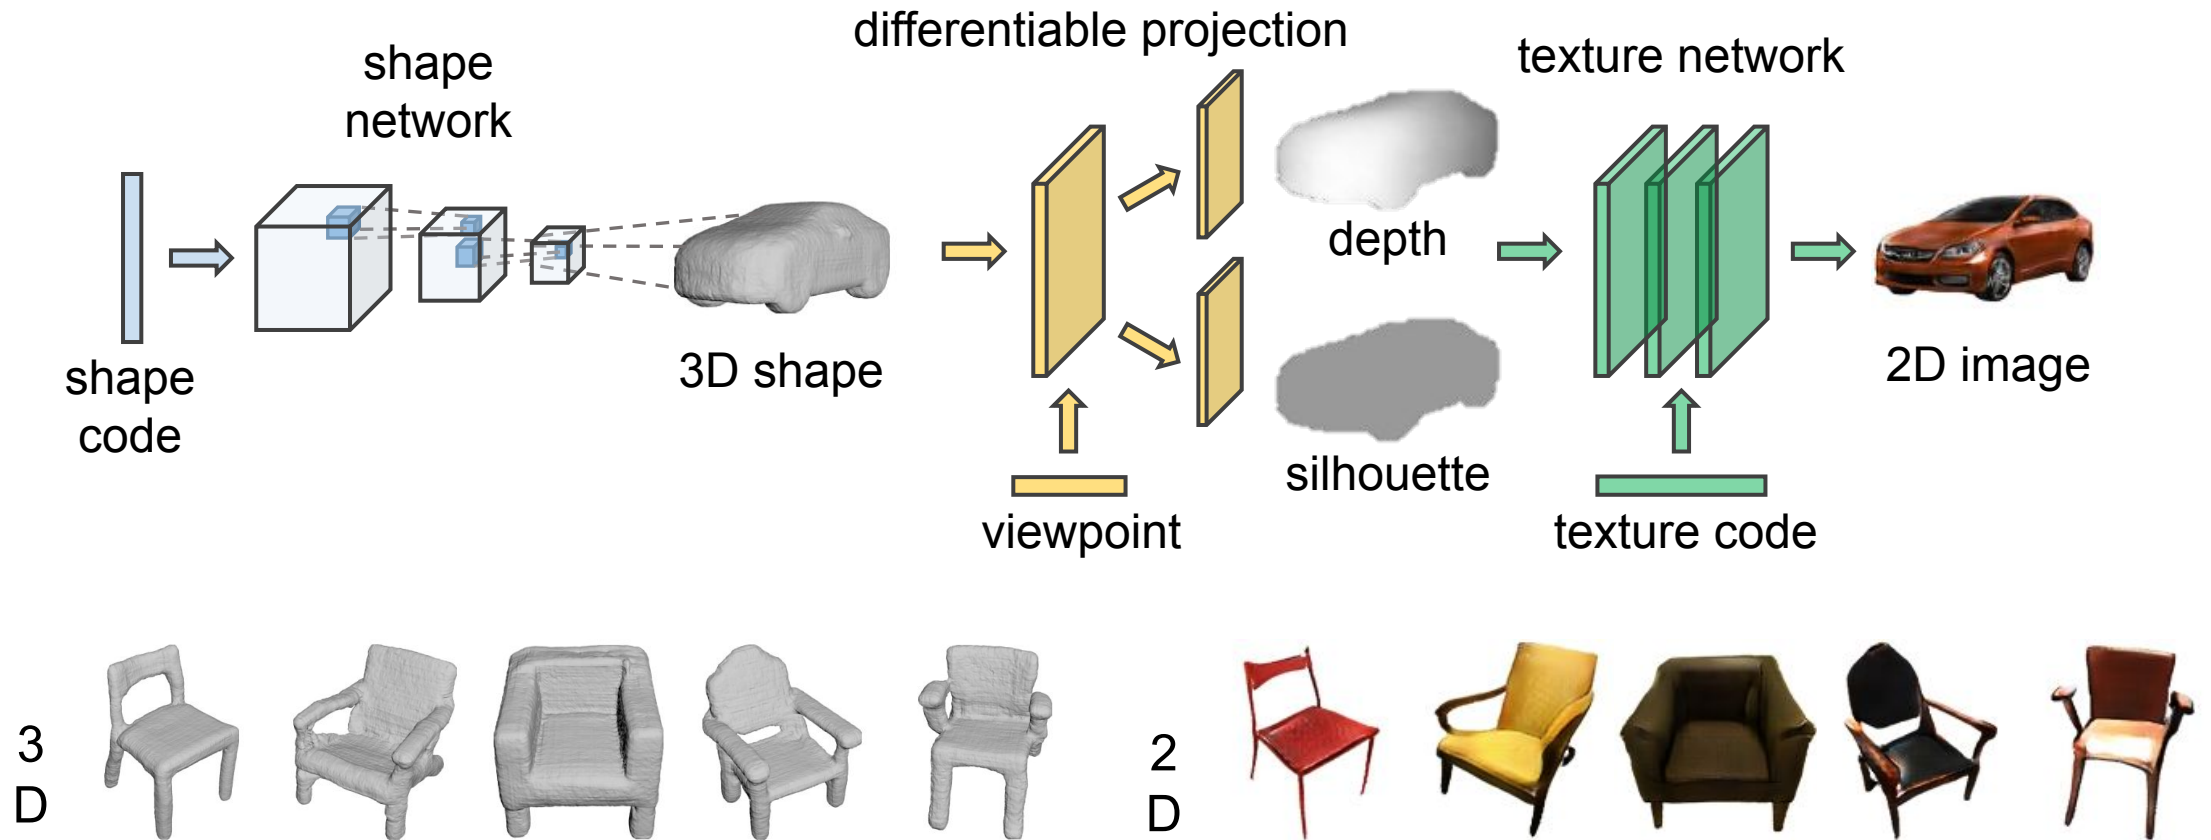 differentiable projection
shape
network
texture network
depth
3D shape
2D image
shape
code
silhouette
viewpoint
texture code
3
D
2
D